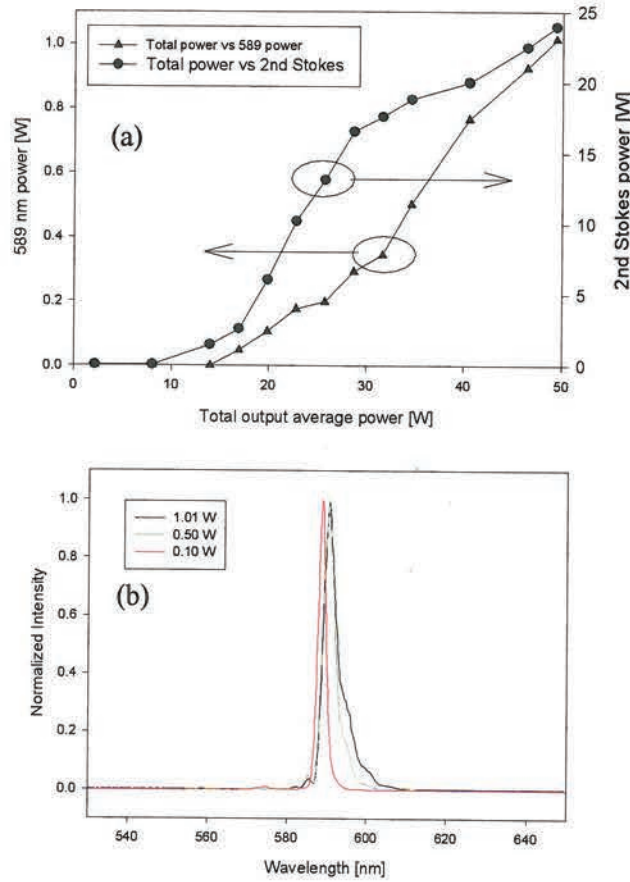 Total power vs 589 power
Total power vs 2nd Stokes
(a)
589 nm power [W]
1.0
0.8
0.6
0.4
0.2
0.0
25
20
15
10
5
0
2nd Stokes power [W]
0 10 20 30 40 50
Total output average power [W]
1.01 W
0.50 W
0.10 W
(b)
Normalized Intensity
1.0
0.8
0.6
0.4
0.2
0.0
540 560 580 600 620 640
Wavelength [nm]